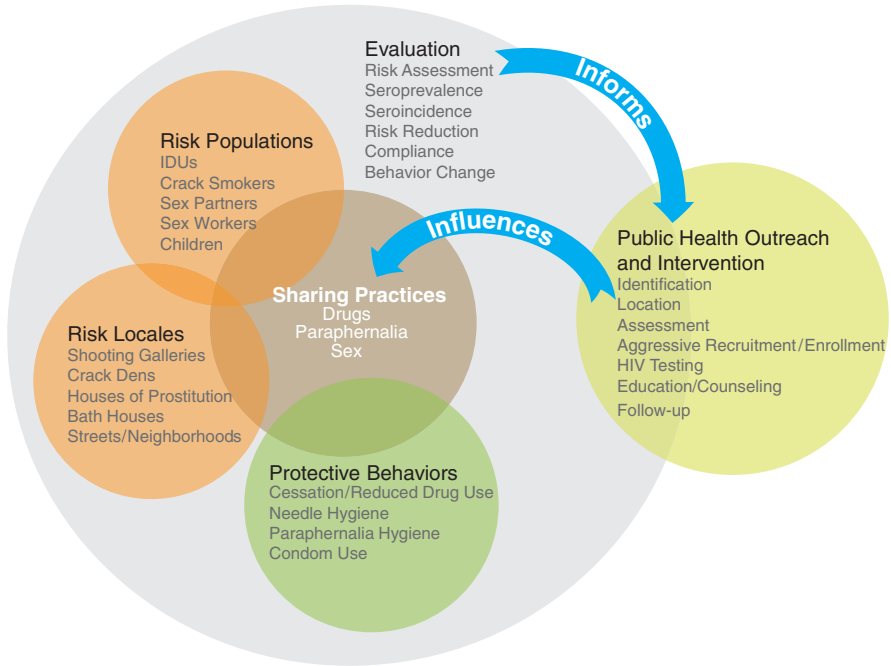 Evaluation
Risk Assessment
Seroprevalence
Seroincidence
Risk Reduction
Compliance
Behavior Change
Informs
Risk Populations
IDUs
Crack Smokers
Sex Partners
Sex Workers
Children
Influences
Public Health Outreach
and Intervention
Identification
Location
Assessment
Aggressive Recruitment/Enrollment
HIV Testing
Education/Counseling
Follow-up
Sharing Practices
Drugs
Paraphernalia
Sex
Risk Locales
Shooting Galleries
Crack Dens
Houses of Prostitution
Bath Houses
Streets/Neighborhoods
Protective Behaviors
Cessation/Reduced Drug Use
Needle Hygiene
Paraphernalia Hygiene
Condom Use